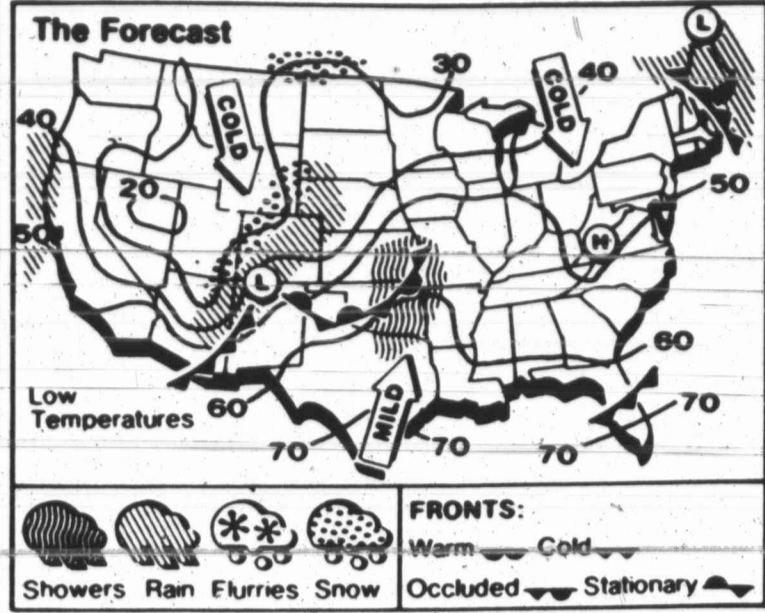 The Forecast
L
30
40
COLD
COLD
40
20
50
50
H
L
60
Low
Temperatures
60
MILD
70
70
70
70
Showers Rain Flurries Snow
FRONTS:
Warm Cold
Occluded Stationary